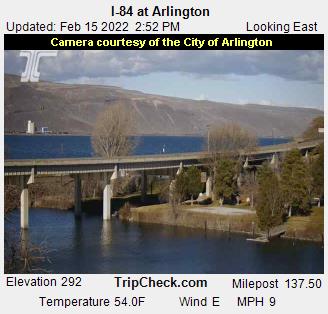 I-84 at Arlington
Updated: Feb 15 2022 2:52 PM Looking East
Camera courtesy of the City of Arlington
Elevation 292 TripCheck.com Milepost 137.50
Temperature 54.0F Wind E MPH 9